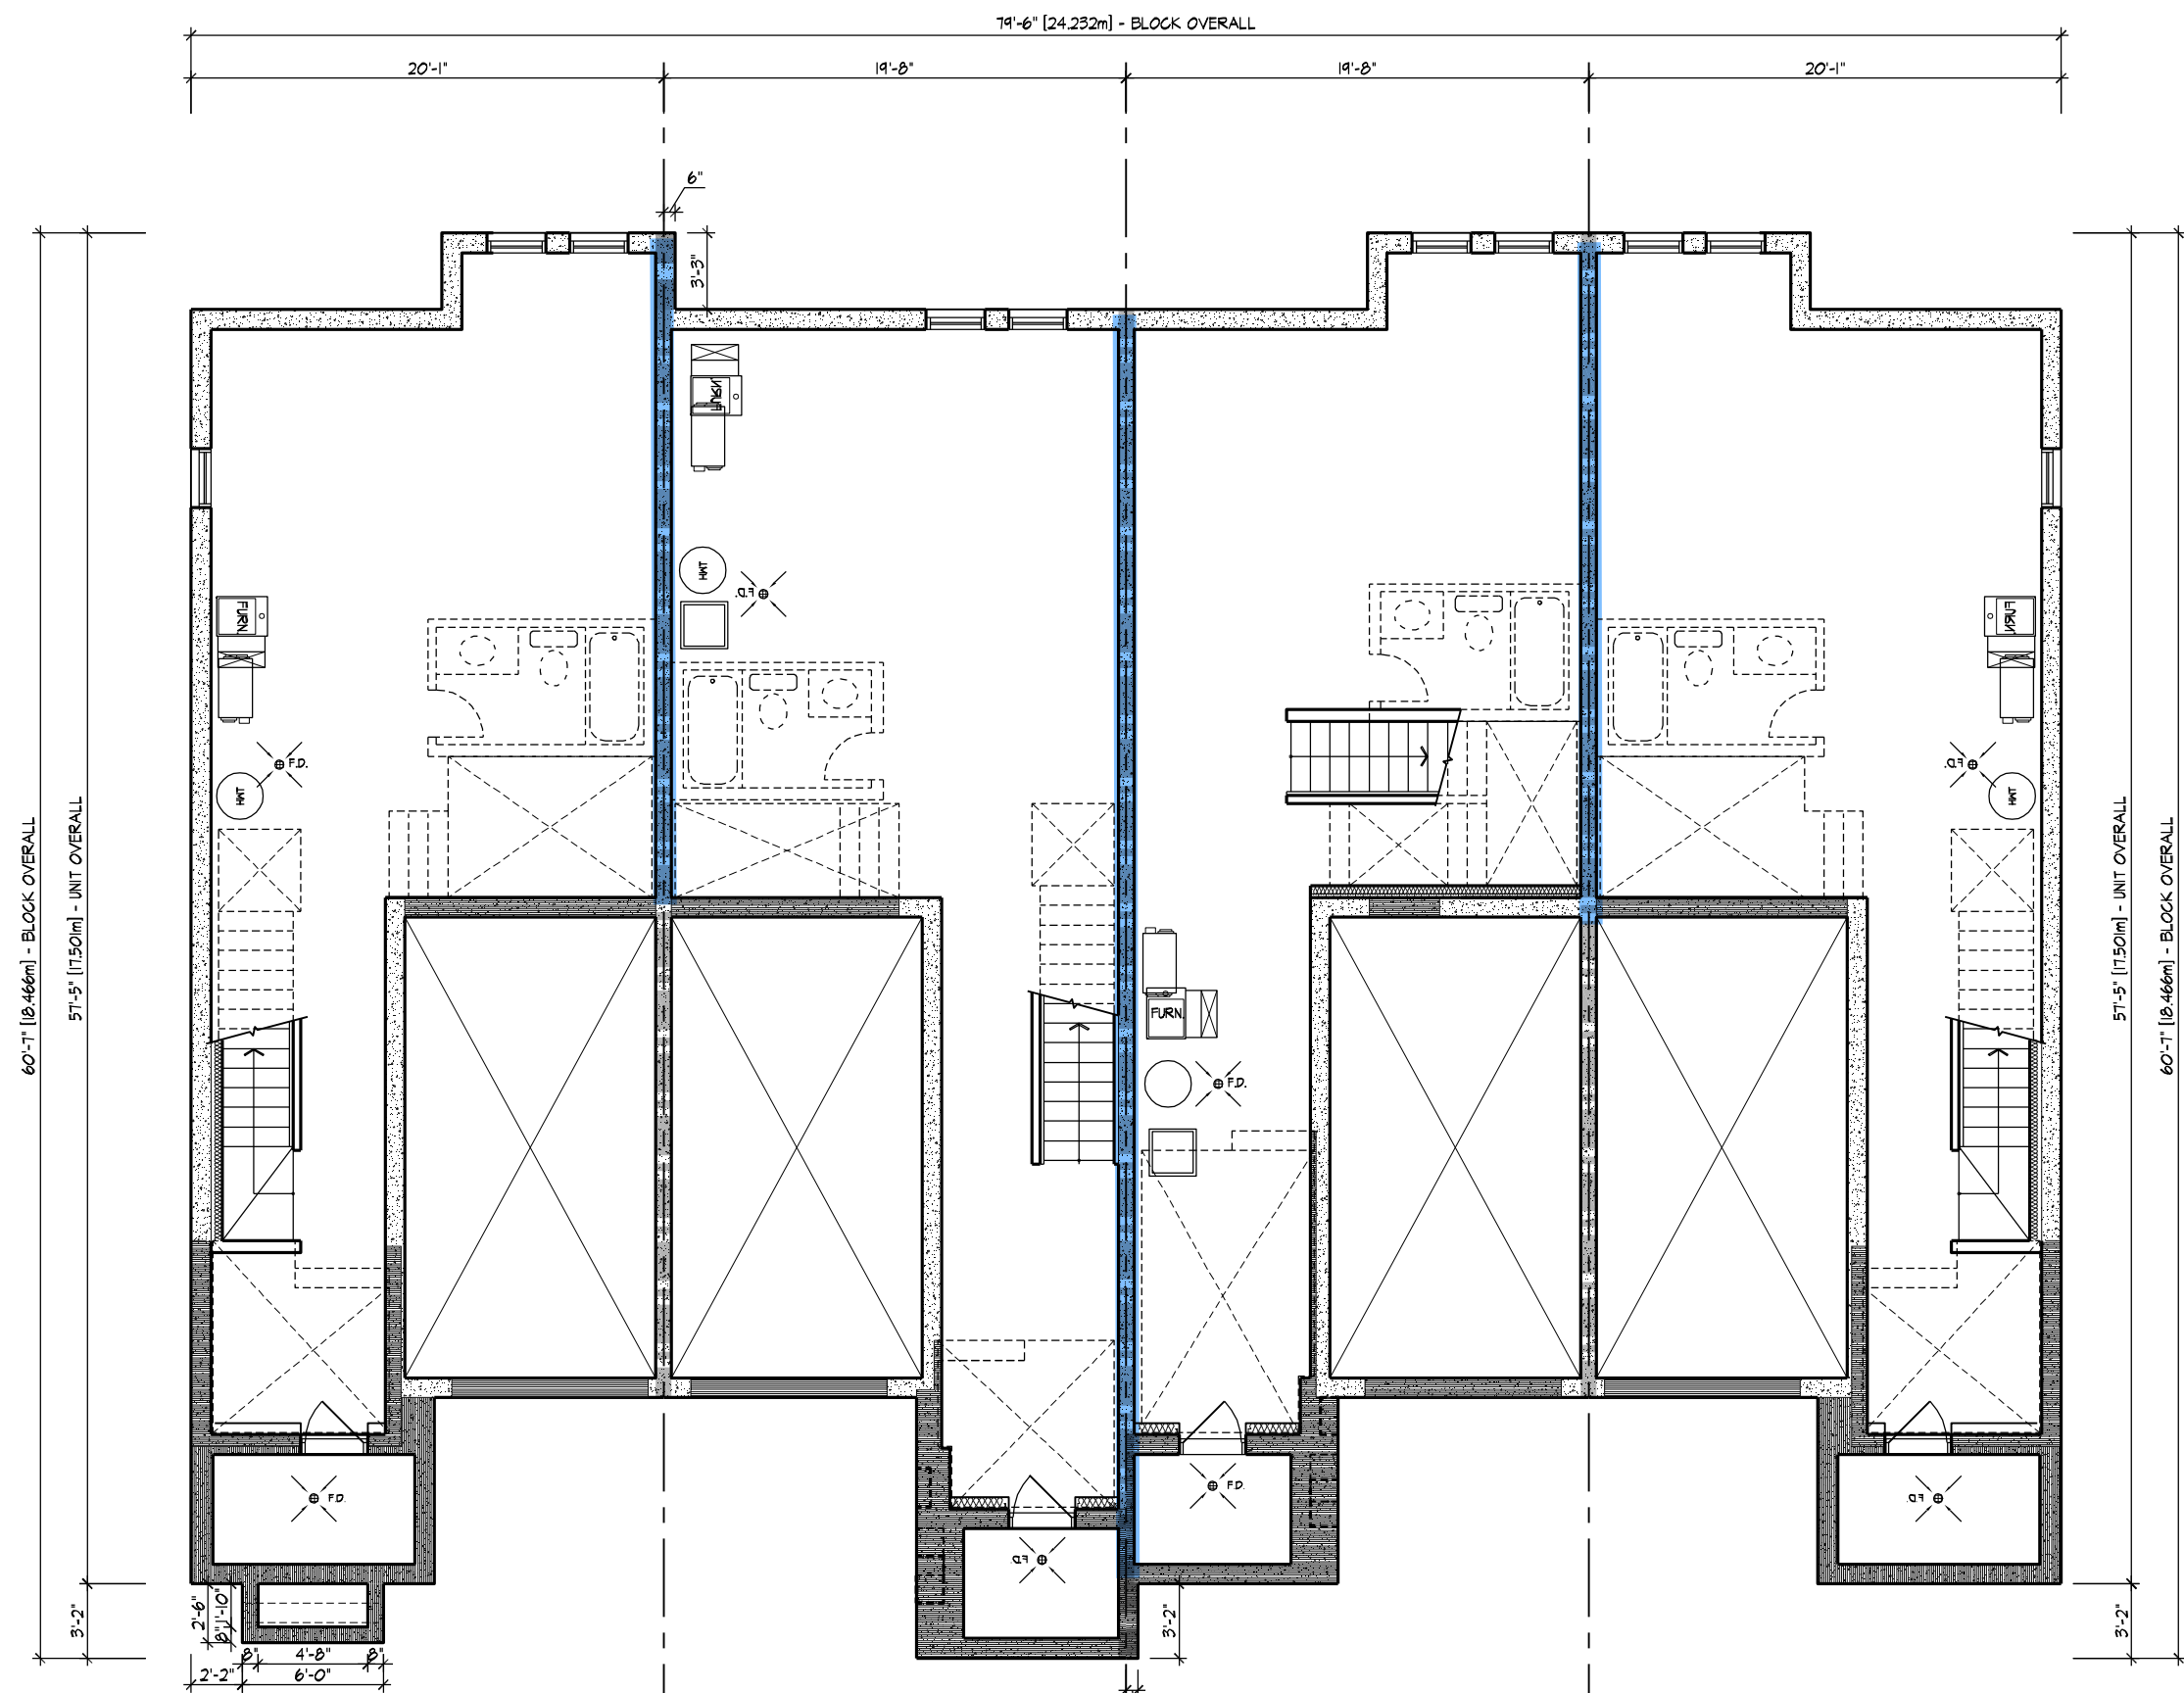 79'-6" [24.232m] - BLOCK OVERALL
20'-1"
19'-8"
19'-8"
20'-1"
6"
3'-3"
FURN.
HWT
F.D.
FURN.
FURN.
F.D.
F.D.
HWT
HWT
60'-7" [18.466m] - BLOCK OVERALL
57'-5" [17.501m] - UNIT OVERALL
57'-5" [17.501m] - UNIT OVERALL
60'-7" [18.466m] - BLOCK OVERALL
FURN.
F.D.
F.D.
F.D.
F.D.
F.D.
2'-6"
1'-10"
8"
3'-2"
3'-2"
3'-2"
8"
4'-8"
8"
2'-2"
6'-0"